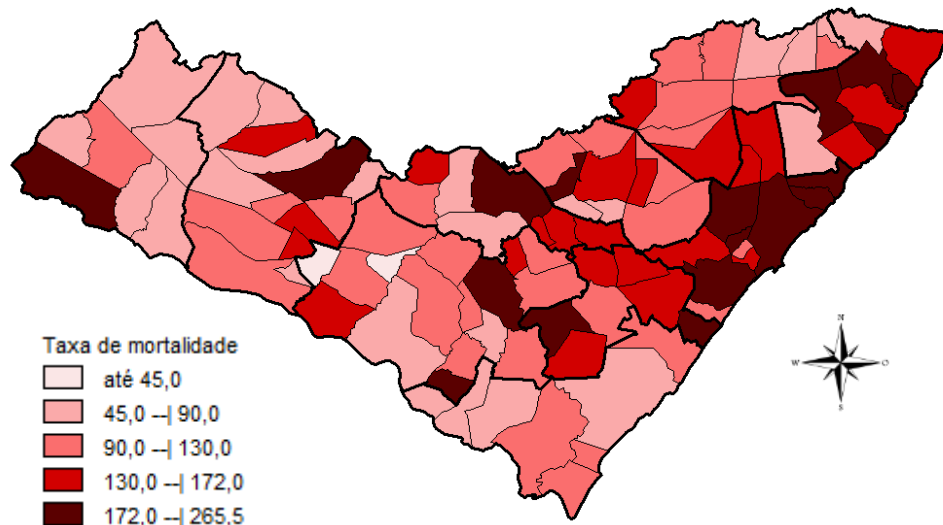 Taxa de mortalidade
até 45,0
45,0 --| 90,0
90,0 --| 130,0
130,0 --| 172,0
172,0 --| 265,5
N
W O
S